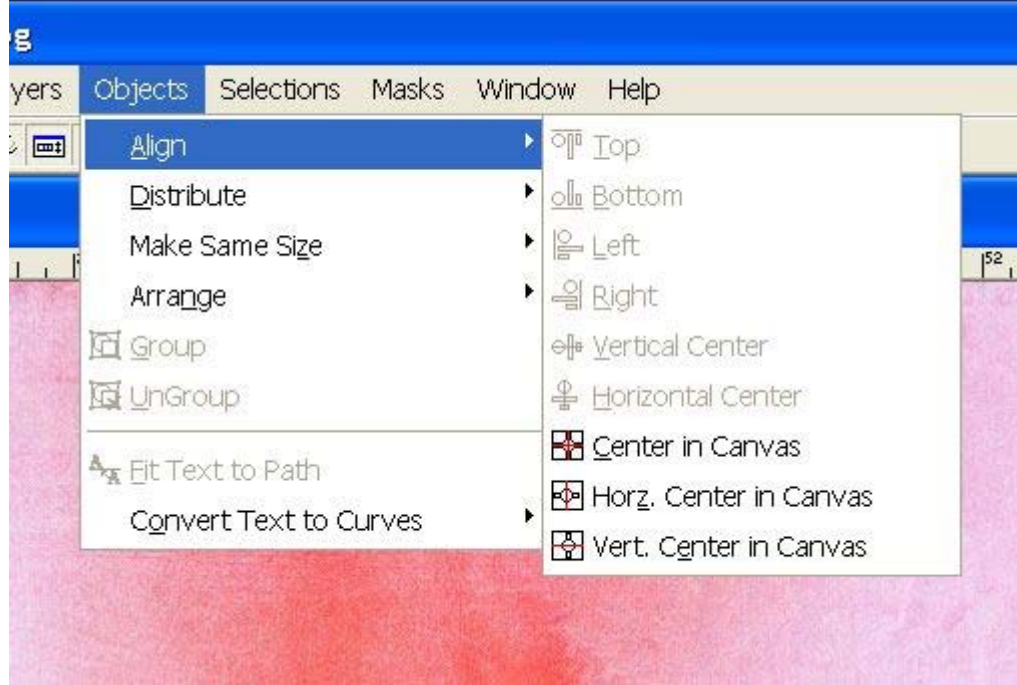 g
yers Objects Selections Masks Window Help
Align
Distribute
Make Same Size
Arrange
Group
UnGroup
Fit Text to Path
Convert Text to Curves
Top
Bottom
Left
Right
Vertical Center
Horizontal Center
Center in Canvas
Horz. Center in Canvas
Vert. Center in Canvas
52